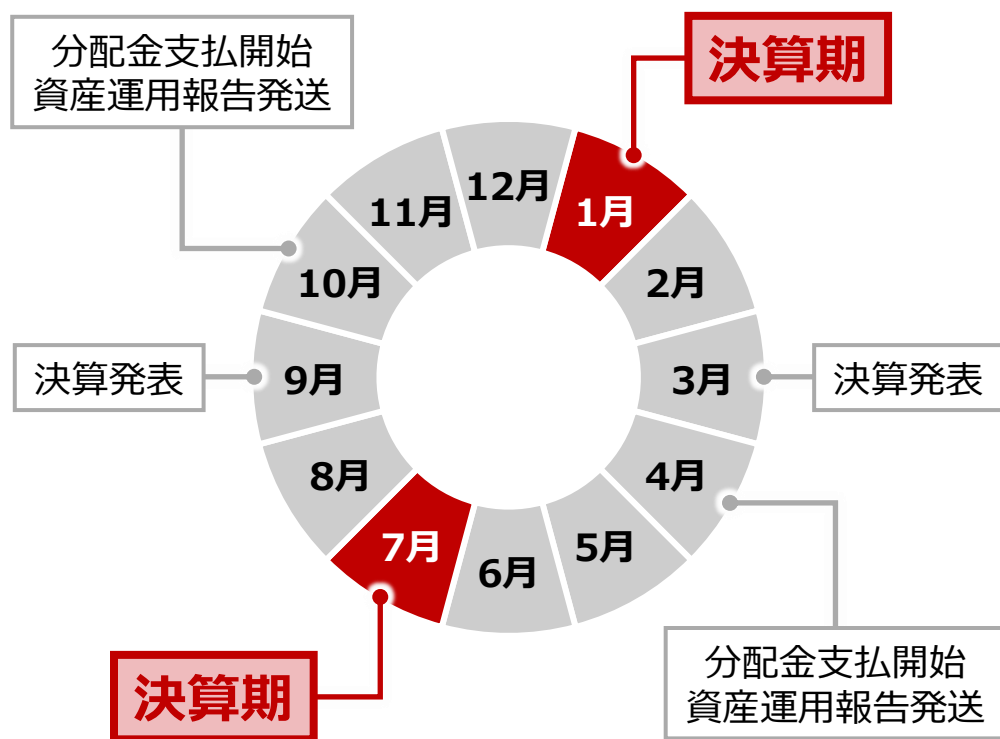 分配金支払開始
資産運用報告発送
決算期
12月
1月
2月
3月
4月
5月
6月
7月
8月
9月
10月
11月
決算発表
決算発表
決算期
分配金支払開始
資産運用報告発送